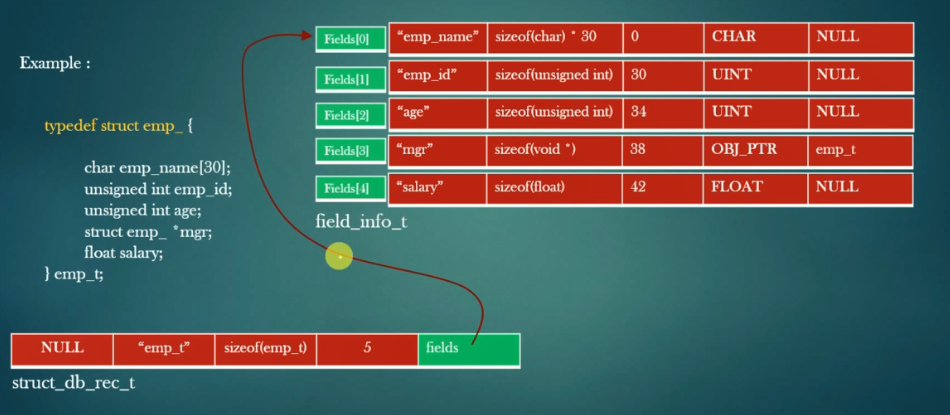 Fields[0] "emp_name" sizeof(char) * 30 0 CHAR NULL
Example :
Fields[1] "emp_id" sizeof(unsigned int) 30 UINT NULL
Fields[2] "age" sizeof(unsigned int) 34 UINT NULL
typedef struct emp_ {
Fields[3] "mgr" sizeof(void *) 38 OBJ_PTR emp_t
char emp_name[30];
unsigned int emp_id;
Fields[4] "salary" sizeof(float) 42 FLOAT NULL
unsigned int age;
field_info_t
struct emp_ *mgr;
float salary;
} emp_t;
NULL "emp_t" sizeof(emp_t) 5 fields
struct_db_rec_t